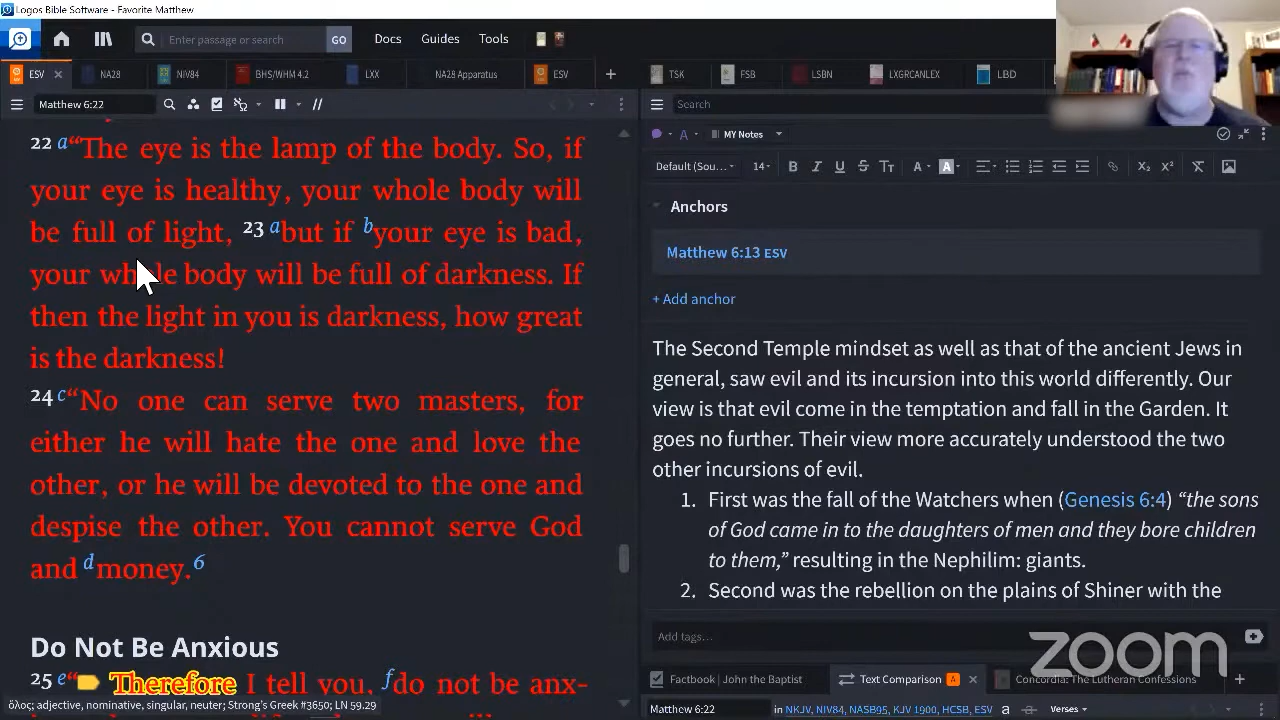 Logos Bible Software - Favorite Matthew
Enter passage or search
GO
Docs
Guides
Tools
ESV
NA28
NIV84
BHS/WHM 4.2
LXX
NA28 Apparatus
ESV
TSK
FSB
LSBN
LXGRCANLEX
LBD
Matthew 6:22
Search
MY Notes
Default (Sou...
14
B I U S Tт
A
A
X₂ X²
22 a“The eye is the lamp of the body. So, if
your eye is healthy, your whole body will
be full of light, 23 abut if byour eye is bad,
your whole body will be full of darkness. If
then the light in you is darkness, how great
is the darkness!
24 c“No one can serve two masters, for
either he will hate the one and love the
other, or he will be devoted to the one and
despise the other. You cannot serve God
and dmoney.6
Do Not Be Anxious
25 e“ Therefore I tell you, fdo not be anx-
ὅλος; adjective, nominative, singular, neuter; Strong's Greek #3650; LN 59.29
Anchors
Matthew 6:13 ESV
+ Add anchor
The Second Temple mindset as well as that of the ancient Jews in
general, saw evil and its incursion into this world differently. Our
view is that evil come in the temptation and fall in the Garden. It
goes no further. Their view more accurately understood the two
other incursions of evil.
1. First was the fall of the Watchers when (Genesis 6:4) “the sons
of God came in to the daughters of men and they bore children
to them,” resulting in the Nephilim: giants.
2. Second was the rebellion on the plains of Shiner with the
Add tags...
zoom
Factbook | John the Baptist
Text Comparison A
Concordia: The Lutheran Confessions
Matthew 6:22
in NKJV, NIV84, NASB95, KJV 1900, HCSB, ESV
a
a
Verses